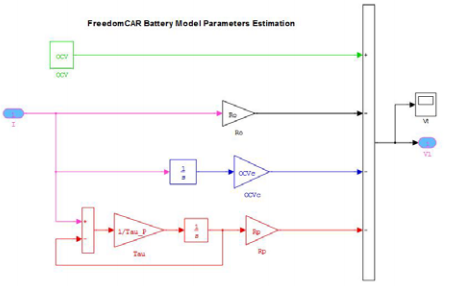 FreedomCAR Battery Model Parameters Estimation
OCV
OCV
Ro
Ro
I
Vt
VL
1
s
OCVc
OCVc
1/Tau_P
Tau
1
s
Rp
Rp